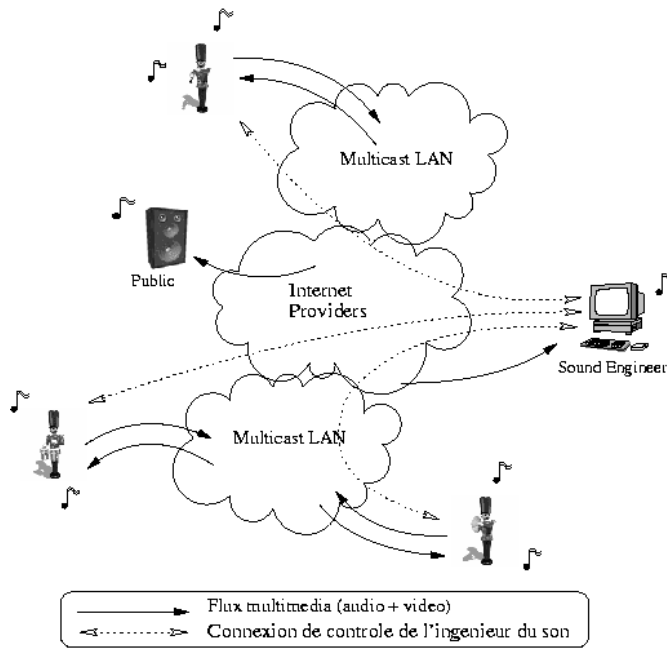 Multicast LAN
Public
Internet
Providers
Sound Engineer
Multicast LAN
Flux multimedia (audio + video)
Connexion de controle de l'ingenieur du son